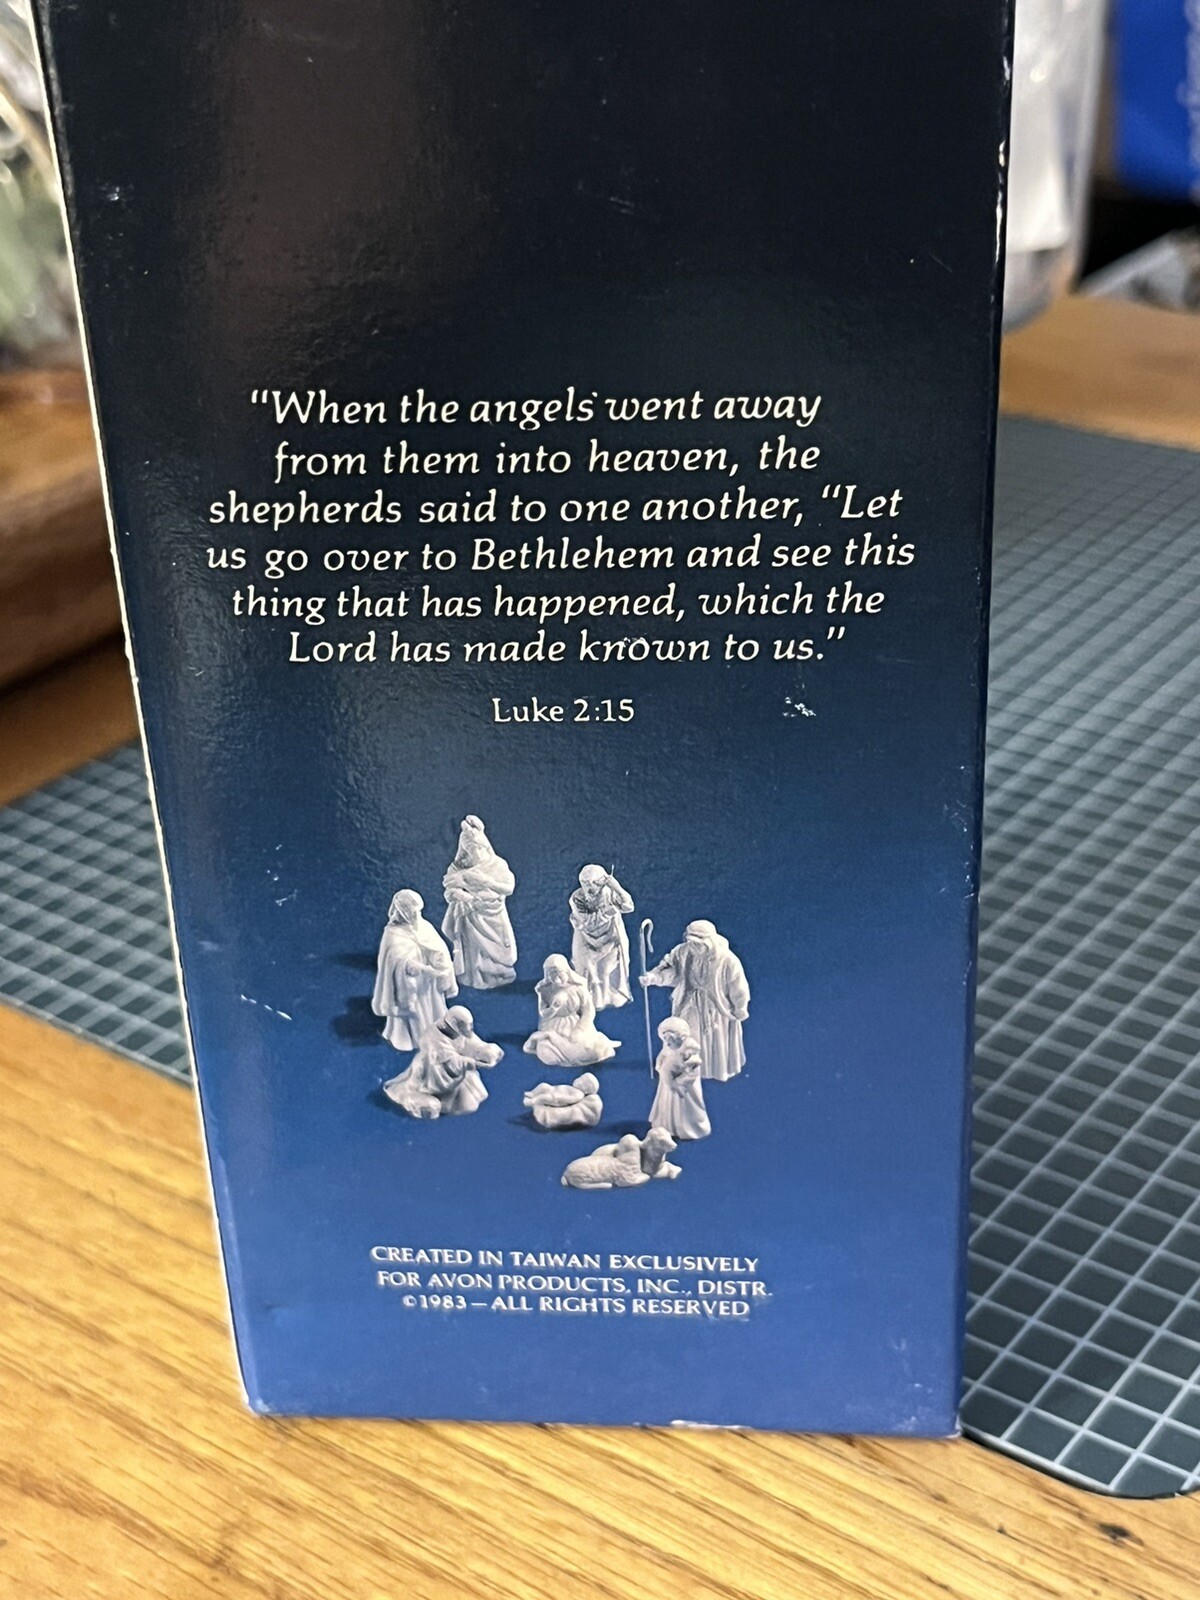 “When the angels went away
from them into heaven, the
shepherds said to one another, “Let
us go over to Bethlehem and see this
thing that has happened, which the
Lord has made known to us.”
Luke 2:15
CREATED IN TAIWAN EXCLUSIVELY
FOR AVON PRODUCTS, INC., DISTR.
©1983 – ALL RIGHTS RESERVED